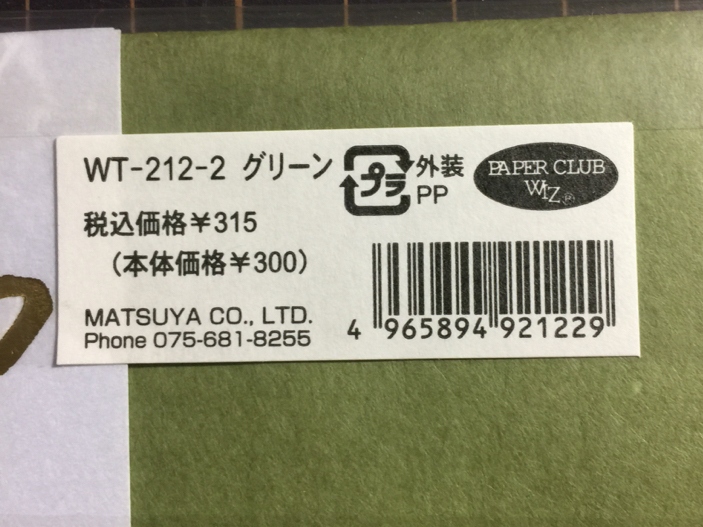 WT-212-2 グリーン
プラ
外装
PP
PAPER CLUB
WIZ®
税込価格￥315
（本体価格￥300）
MATSUYA CO., LTD.
Phone 075-681-8255
4 965894 921229